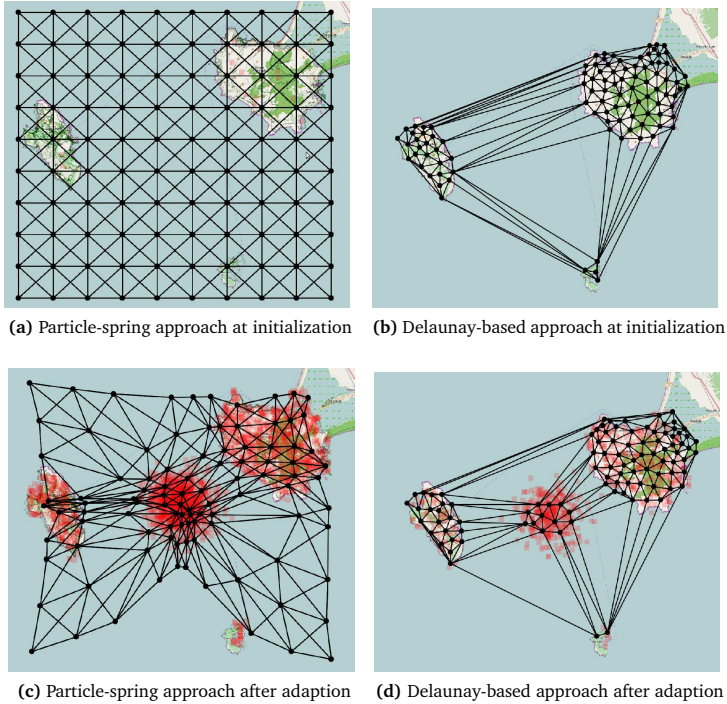 (a) Particle-spring approach at initialization
(b) Delaunay-based approach at initialization
(c) Particle-spring approach after adaption
(d) Delaunay-based approach after adaption